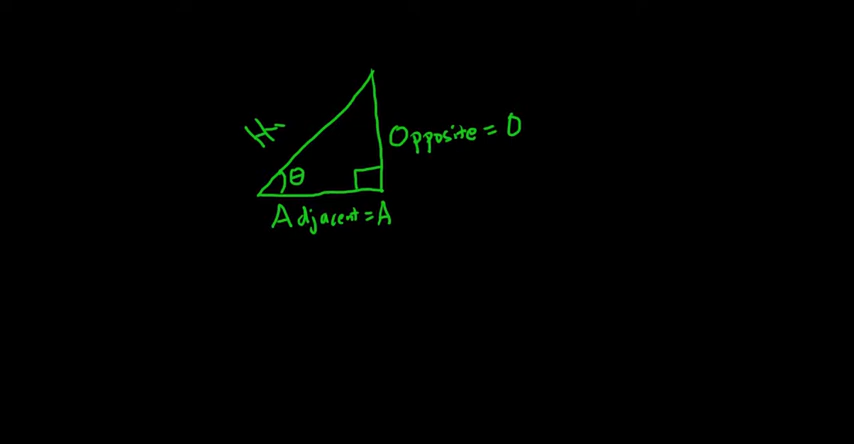 H
Opposite = O
θ
Adjacent = A